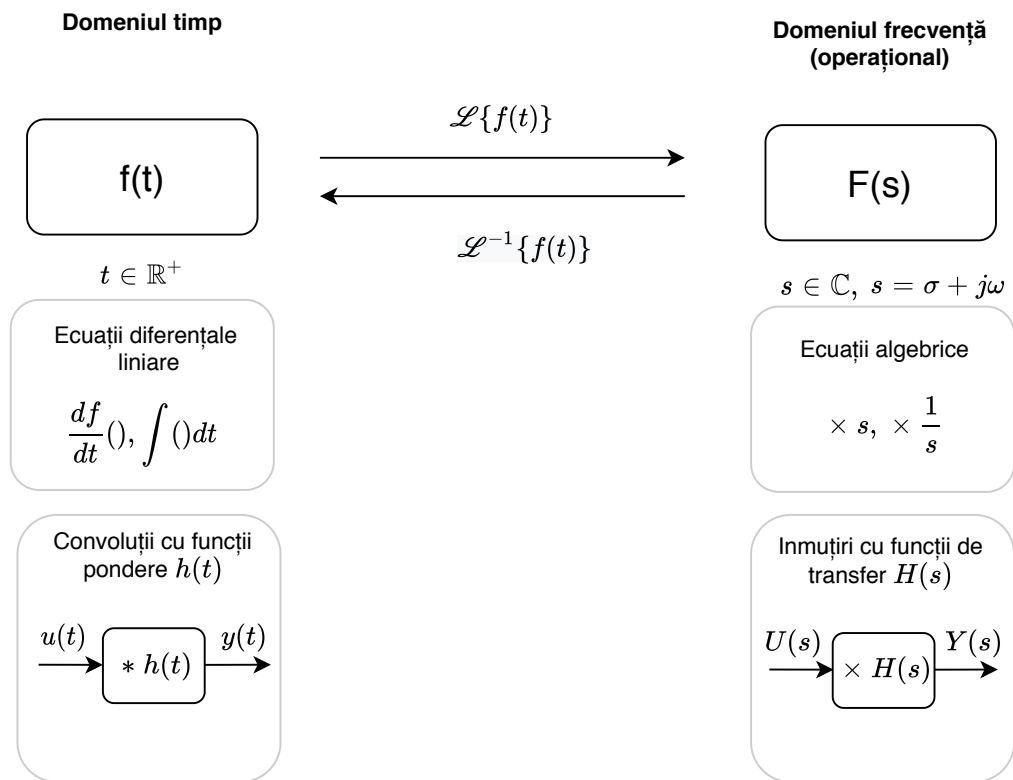 Domeniul timp
Domeniul frecvență
(operațional)
ℒ{f(t)}
f(t)
F(s)
ℒ⁻¹{f(t)}
t ∈ ℝ⁺
s ∈ ℂ, s = σ + jω
Ecuații diferențale
liniare
df/dt (), ∫ ()dt
Ecuații algebrice
× s, × 1/s
Convoluții cu funcții
pondere h(t)
u(t)
* h(t)
y(t)
Inmuțiri cu funcții de
transfer H(s)
U(s)
× H(s)
Y(s)